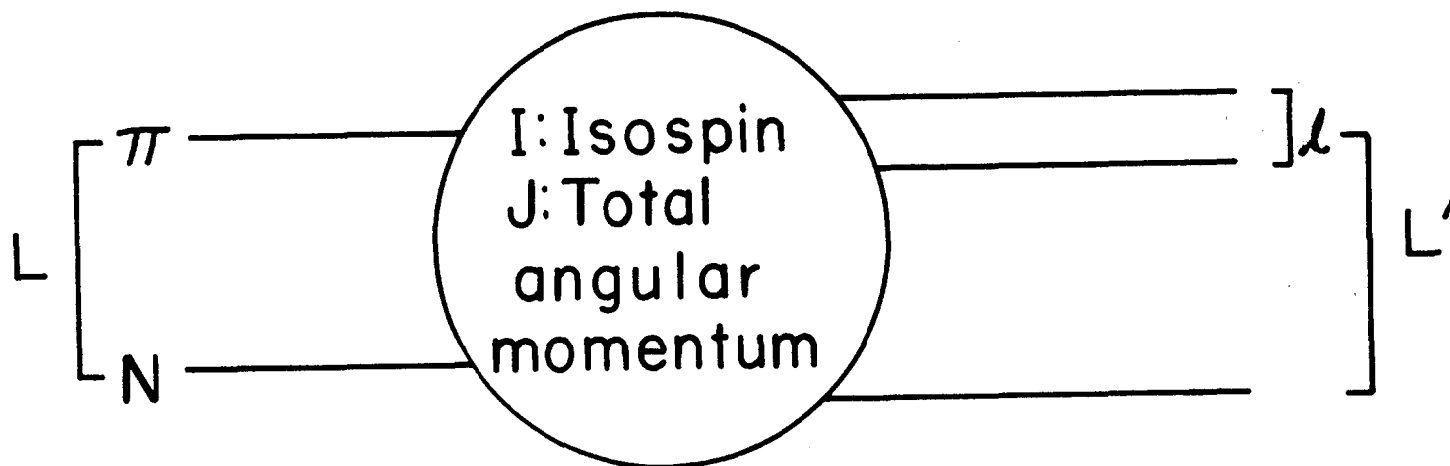 π
I: Isospin
ℓ
J: Total
L
angular
L'
momentum
N